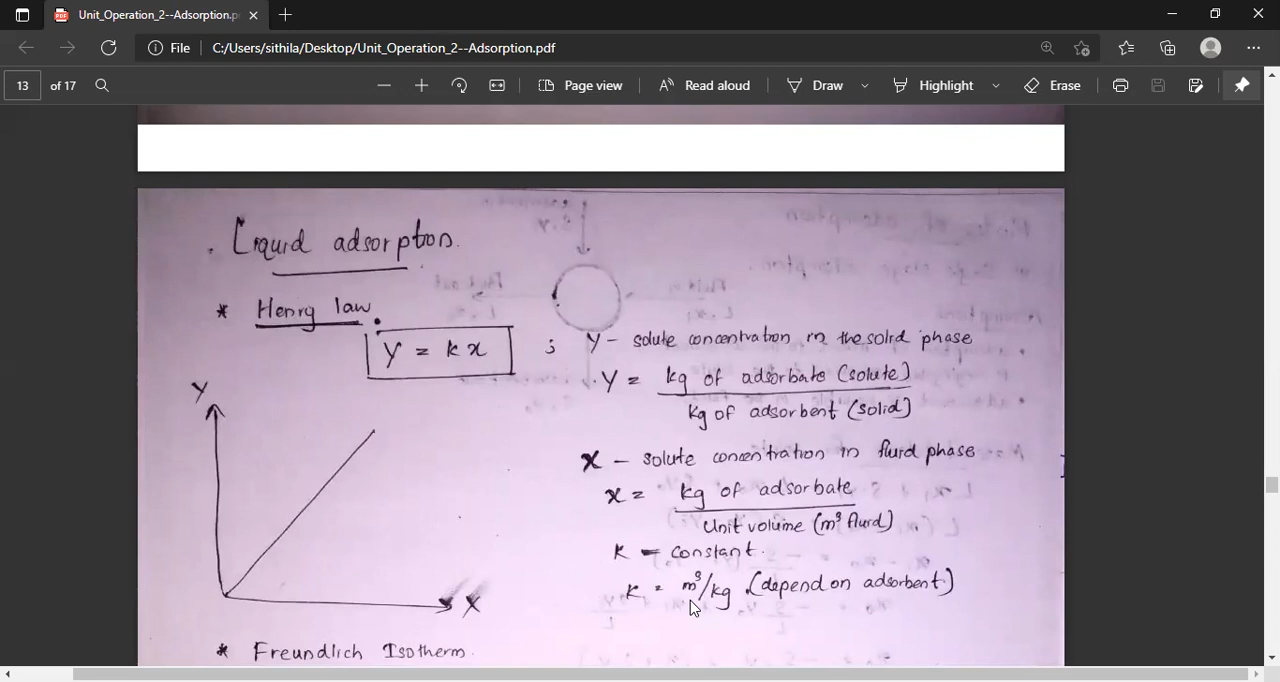 Unit_Operation_2--Adsorption.p
File C:/Users/sithila/Desktop/Unit_Operation_2--Adsorption.pdf
13 of 17 Page view Read aloud Draw Highlight Erase
Liquid adsorption.
* Henry law.
Y = kx ; Y - solute concentration in the solid phase
Y = kg of adsorbate (solute)
kg of adsorbent (solid)
X - solute concentration in fluid phase
x = kg of adsorbate
Unit volume (m³ fluid)
K - constant.
K = m³/kg. (depend on adsorbent)
Y
X
* Freundlich Isotherm.